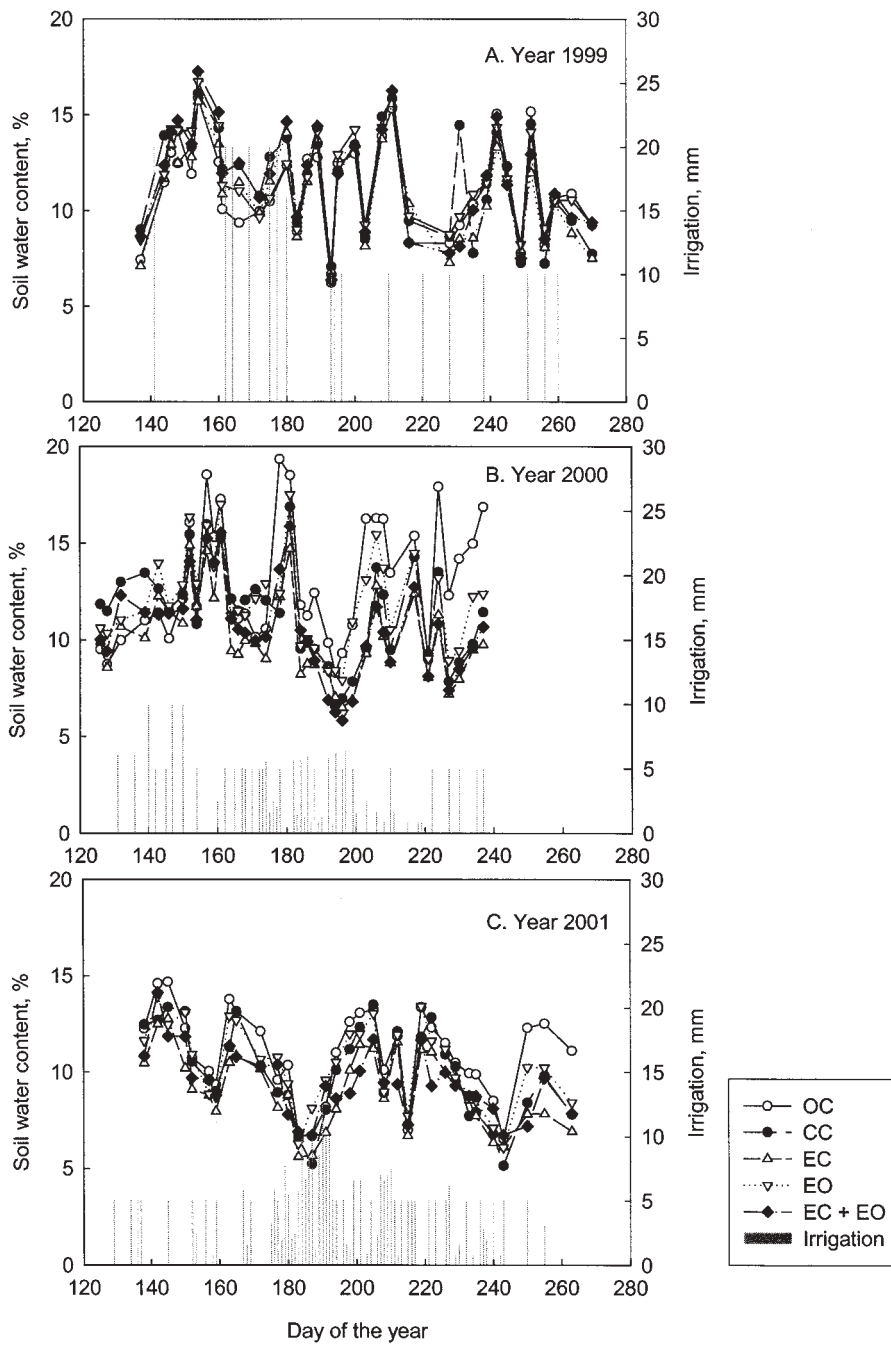 A. Year 1999
Soil water content, %
20
15
10
5
0
Irrigation, mm
30
25
20
15
10
5
0
120 140 160 180 200 220 240 260 280
B. Year 2000
Soil water content, %
20
15
10
5
0
Irrigation, mm
30
25
20
15
10
5
0
120 140 160 180 200 220 240 260 280
C. Year 2001
Soil water content, %
20
15
10
5
0
Irrigation, mm
30
25
20
15
10
5
0
120 140 160 180 200 220 240 260 280
Day of the year
OC
CC
EC
EO
EC + EO
Irrigation